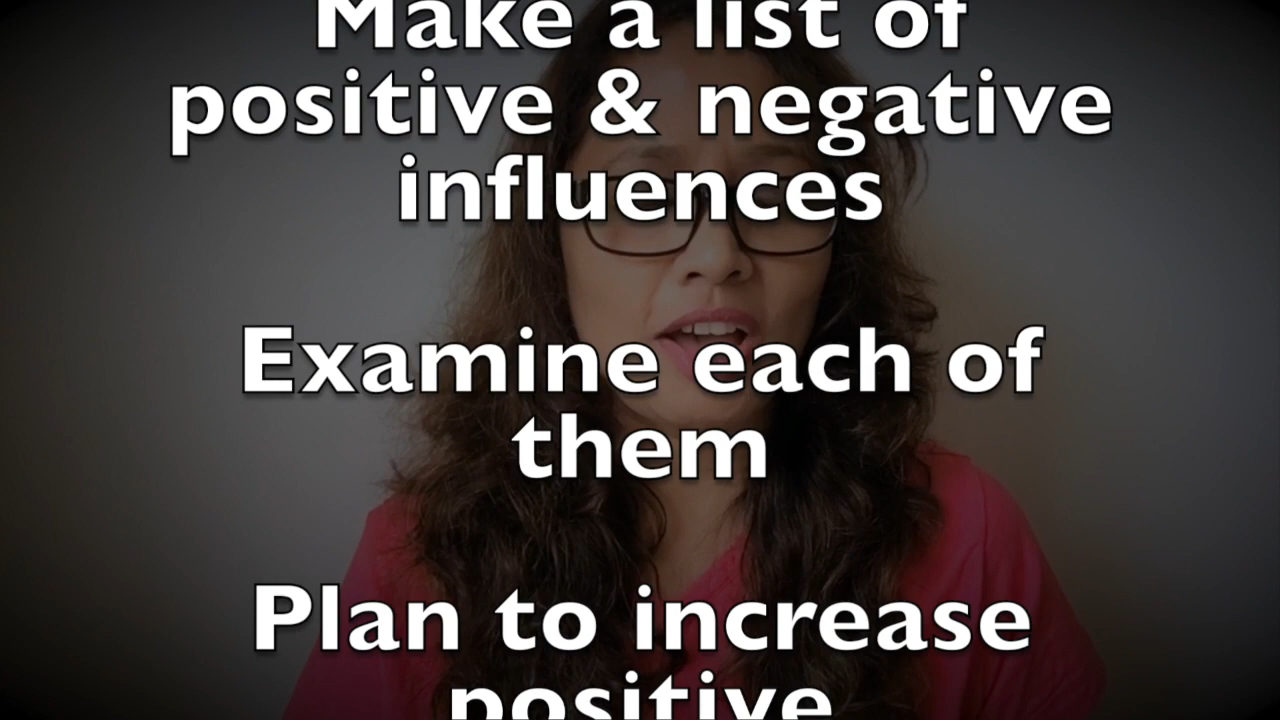 Make a list of
positive & negative
influences
Examine each of
them
Plan to increase
positive